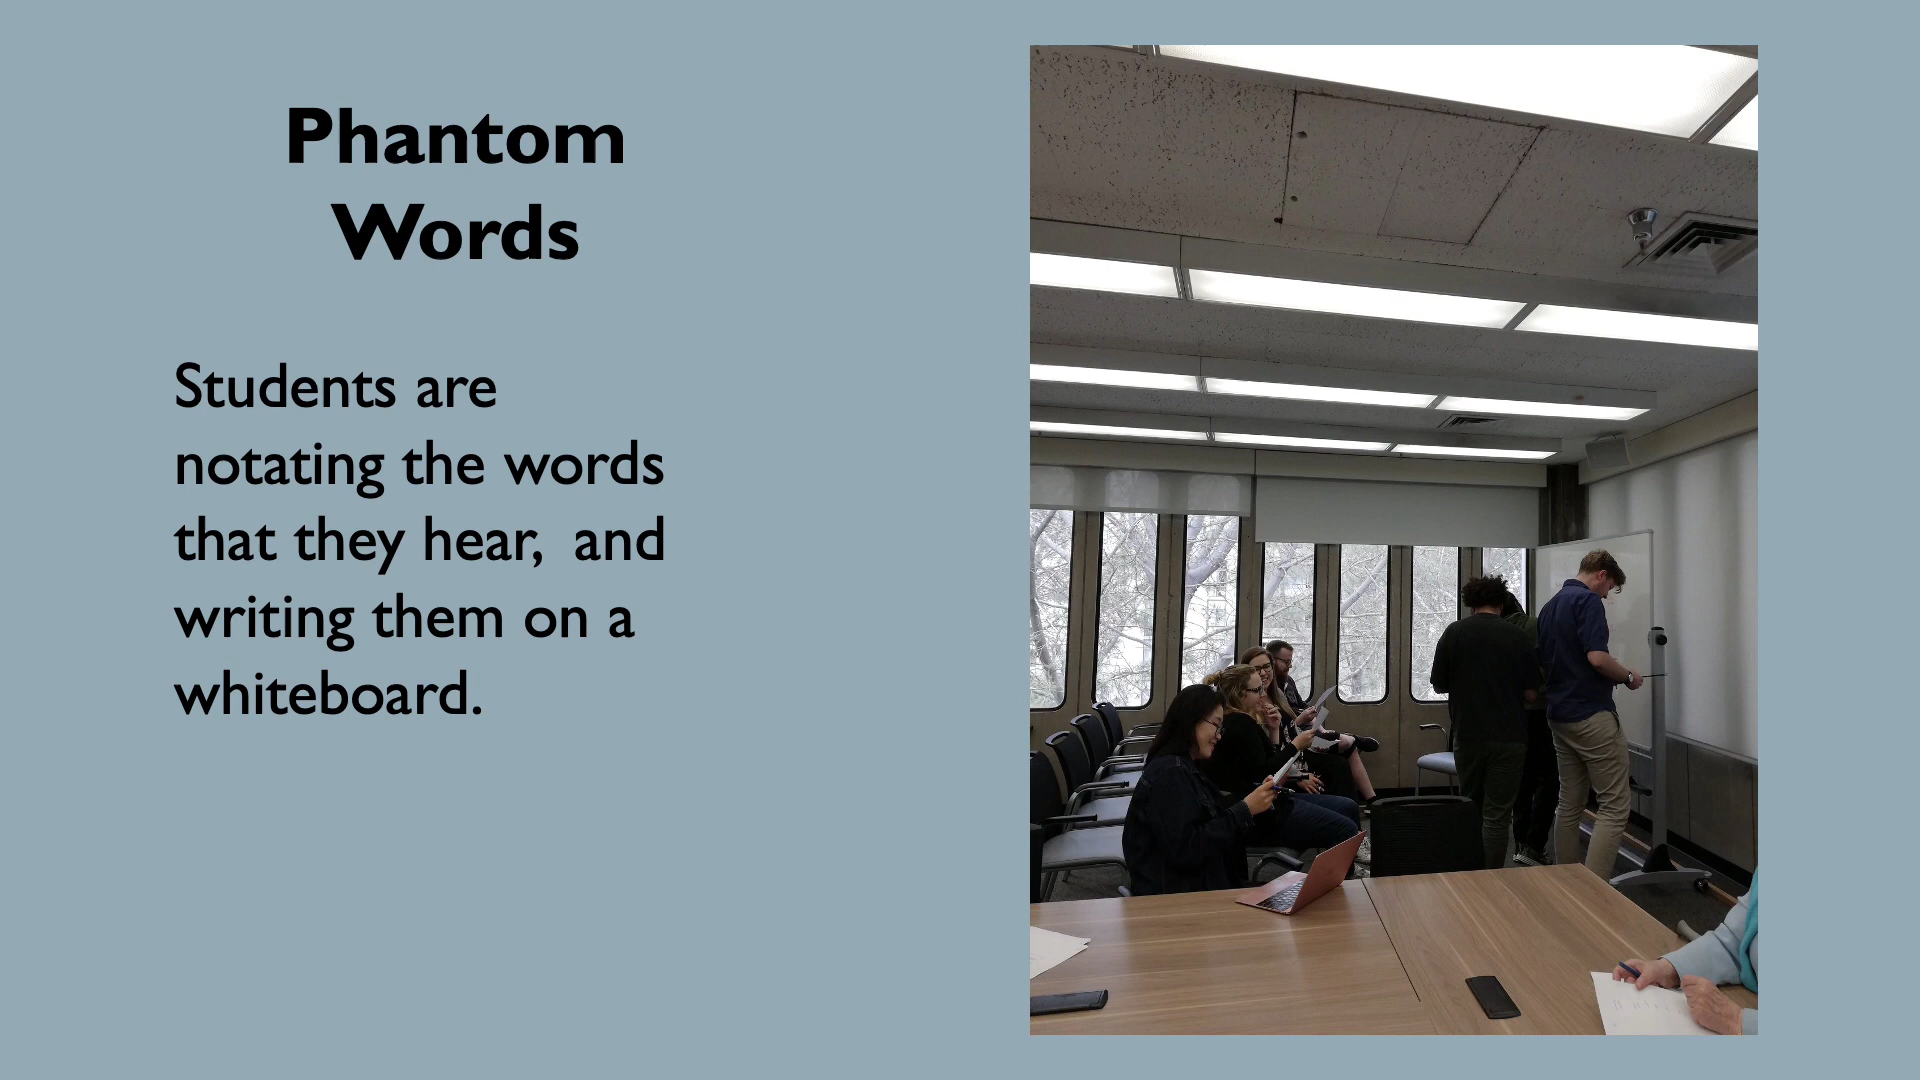 Phantom
Words
Students are
notating the words
that they hear,  and
writing them on a
whiteboard.